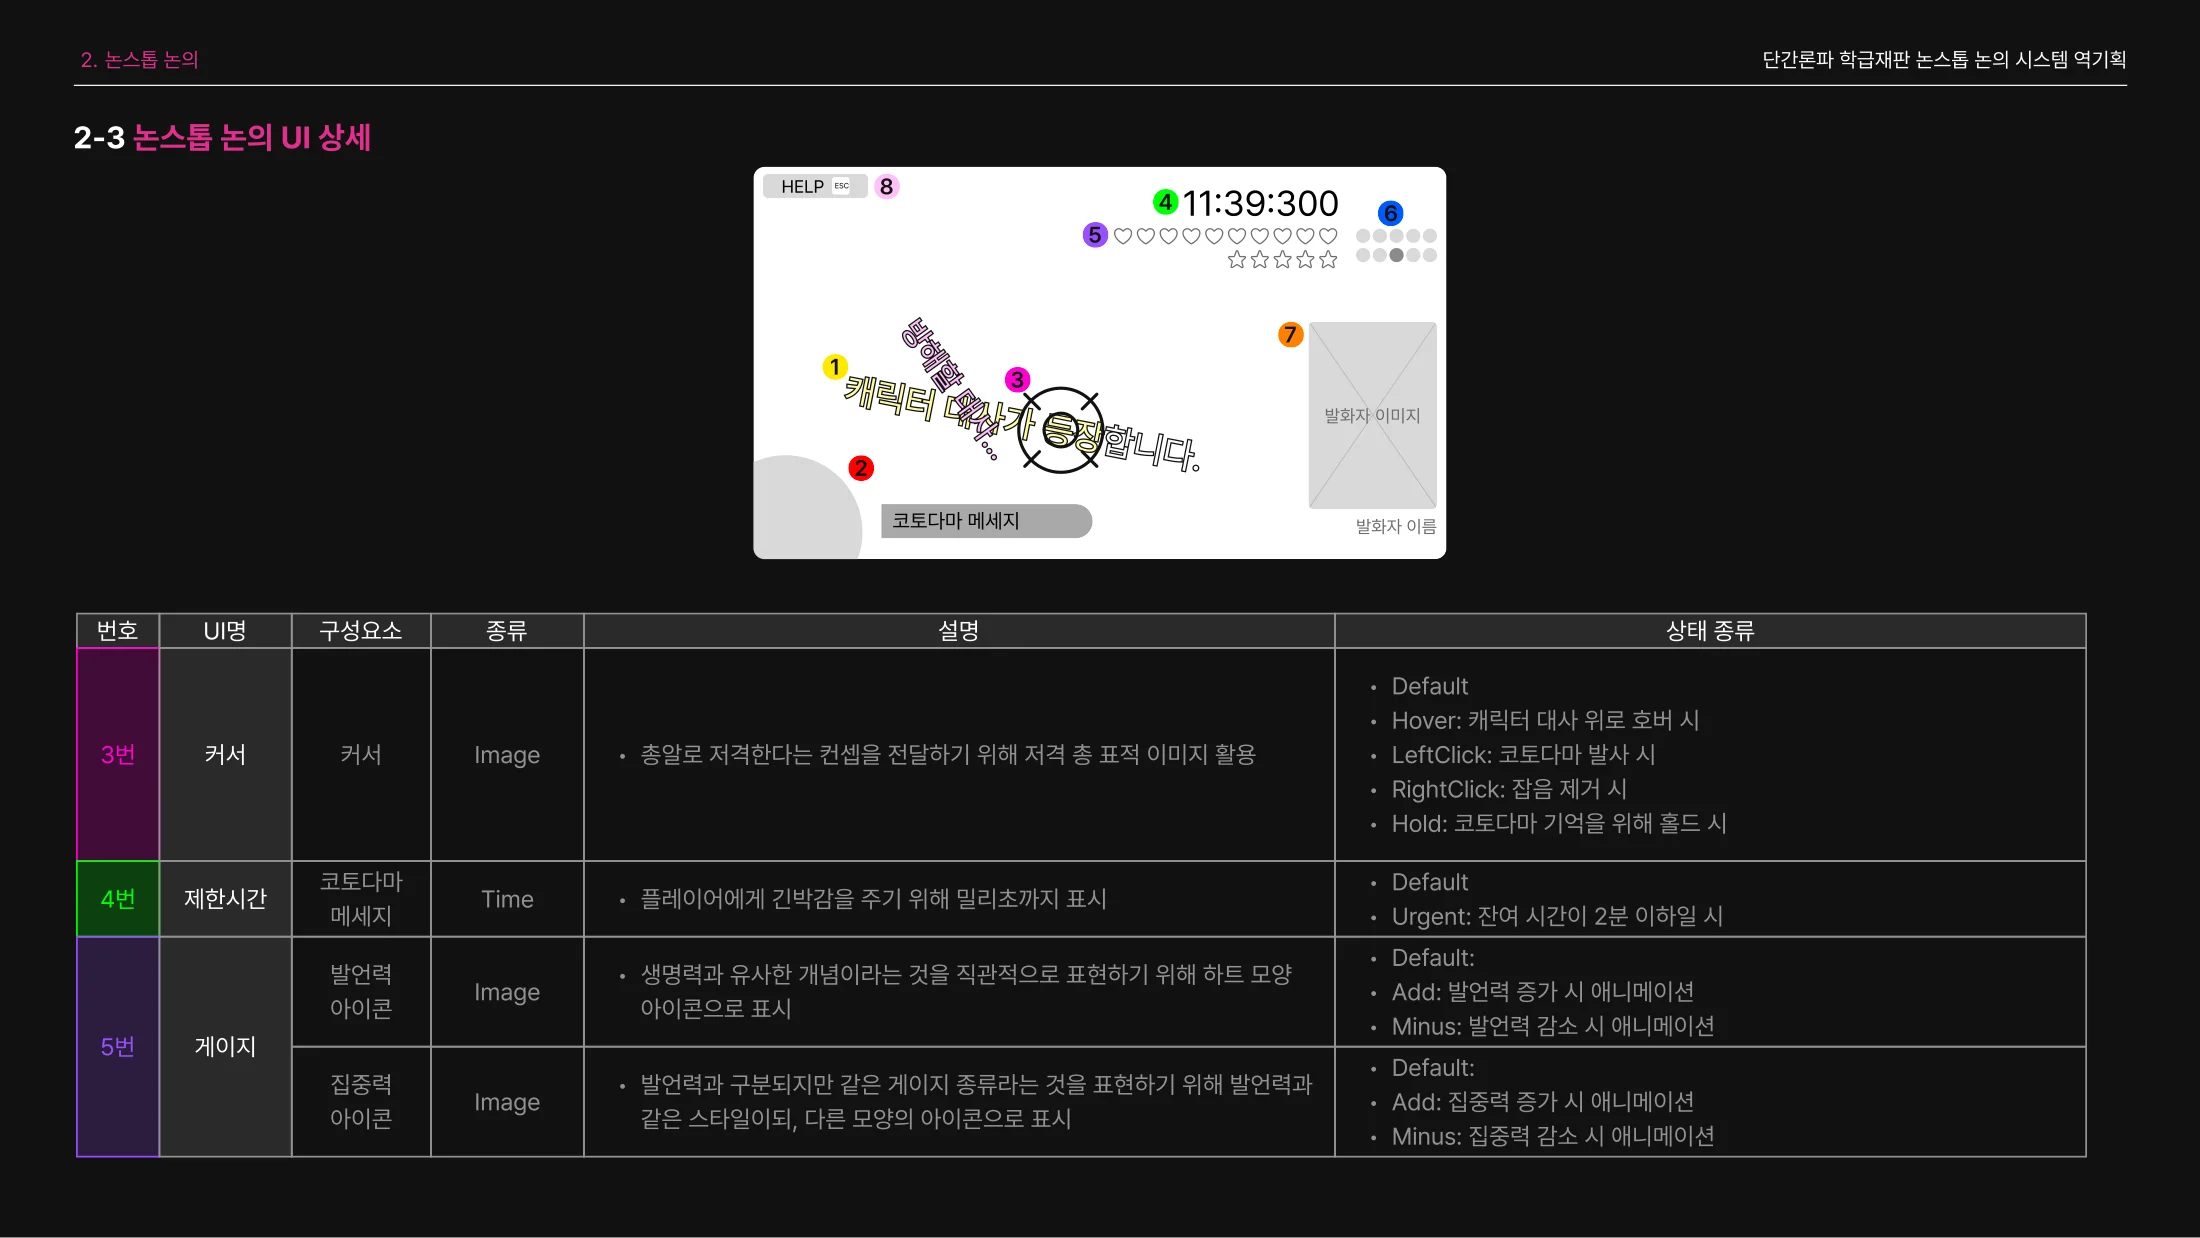 2. 논스톱 논의
단간론파 학급재판 논스톱 논의 시스템 역기획
2-3 논스톱 논의 UI 상세
HELP ESC
8
4
11:39:300
6
5
7
방해할 대사...
1
3
캐릭터 대사가 등장합니다.
발화자 이미지
2
코토다마 메세지
발화자 이름
번호
UI명
구성요소
종류
설명
상태 종류
3번
커서
커서
Image
• 총알로 저격한다는 컨셉을 전달하기 위해 저격 총 표적 이미지 활용
• Default
• Hover: 캐릭터 대사 위로 호버 시
• LeftClick: 코토다마 발사 시
• RightClick: 잡음 제거 시
• Hold: 코토다마 기억을 위해 홀드 시
4번
제한시간
코토다마
메세지
Time
• 플레이어에게 긴박감을 주기 위해 밀리초까지 표시
• Default
• Urgent: 잔여 시간이 2분 이하일 시
5번
게이지
발언력
아이콘
Image
• 생명력과 유사한 개념이라는 것을 직관적으로 표현하기 위해 하트 모양
아이콘으로 표시
• Default:
• Add: 발언력 증가 시 애니메이션
• Minus: 발언력 감소 시 애니메이션
집중력
아이콘
Image
• 발언력과 구분되지만 같은 게이지 종류라는 것을 표현하기 위해 발언력과
같은 스타일이되, 다른 모양의 아이콘으로 표시
• Default:
• Add: 집중력 증가 시 애니메이션
• Minus: 집중력 감소 시 애니메이션